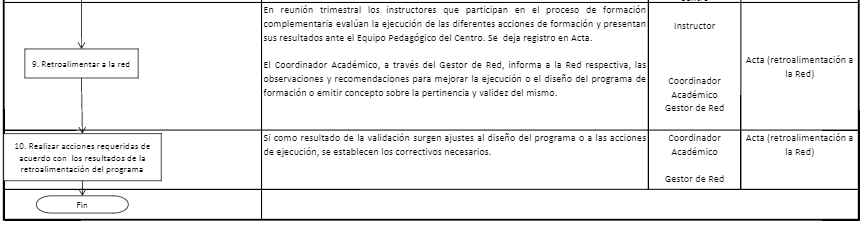 En reunión trimestral los instructores que participan en el proceso de formación
complementaria evalúan la ejecución de las diferentes acciones de formación y presentan
sus resultados ante el Equipo Pedagógico del Centro. Se deja registro en Acta.
Instructor
9. Retroalimentar a la red
El Coordinador Académico, a través del Gestor de Red, informa a la Red respectiva, las
observaciones y recomendaciones para mejorar la ejecución o el diseño del programa de
formación o emitir concepto sobre la pertinencia y validez del mismo.
Coordinador
Académico
Gestor de Red
Acta (retroalimentación a
la Red)
10. Realizar acciones requeridas de
acuerdo con los resultados de la
retroalimentación del programa
Si como resultado de la validación surgen ajustes al diseño del programa o a las acciones
de ejecución, se establecen los correctivos necesarios.
Coordinador
Académico
Gestor de Red
Acta (retroalimentación a
la Red)
Fin